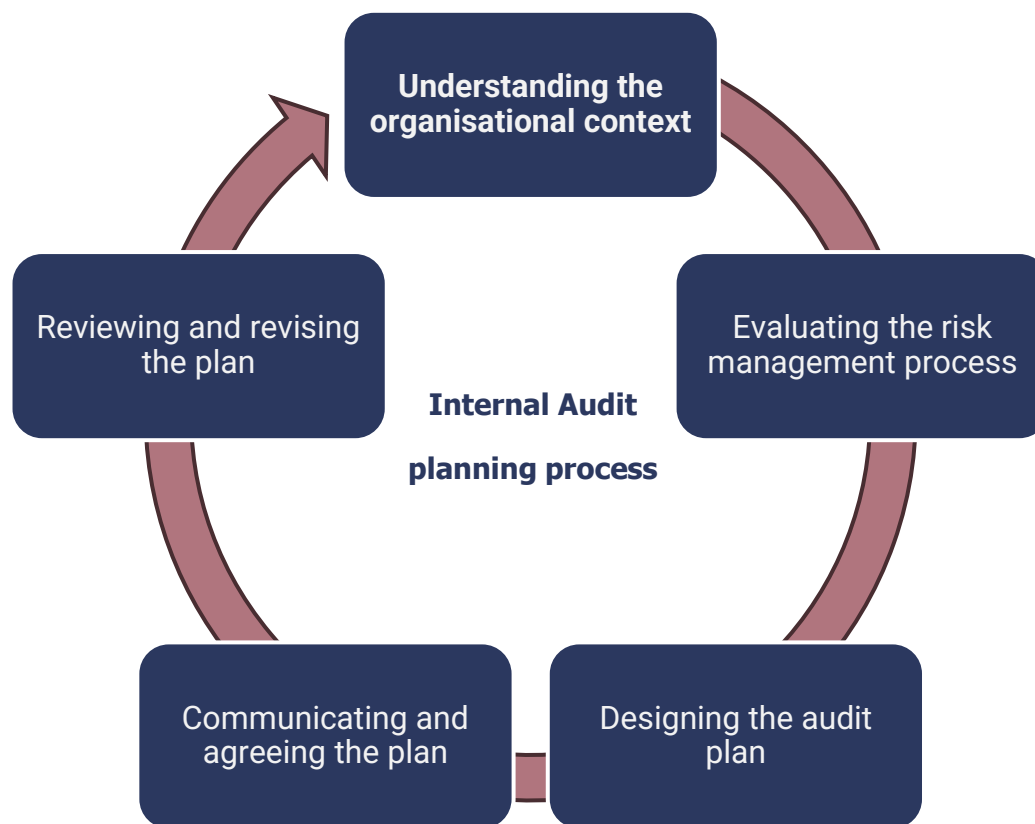 Understanding the
organisational context
Evaluating the risk
management process
Designing the audit
plan
Communicating and
agreeing the plan
Reviewing and revising
the plan
Internal Audit
planning process